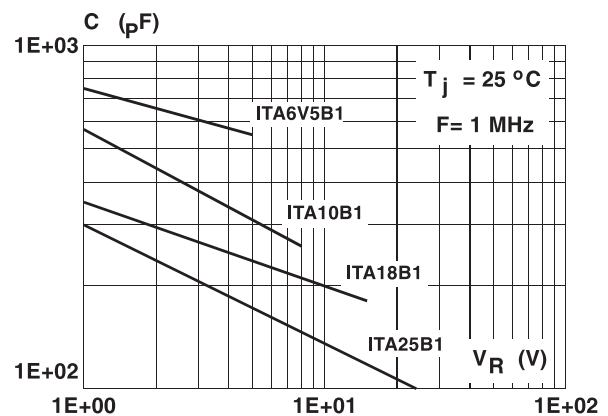 C (pF)
1E+03
Tj = 25 °C
ITA6V5B1
F= 1 MHz
ITA10B1
ITA18B1
ITA25B1
VR (V)
1E+02
1E+00 1E+01 1E+02